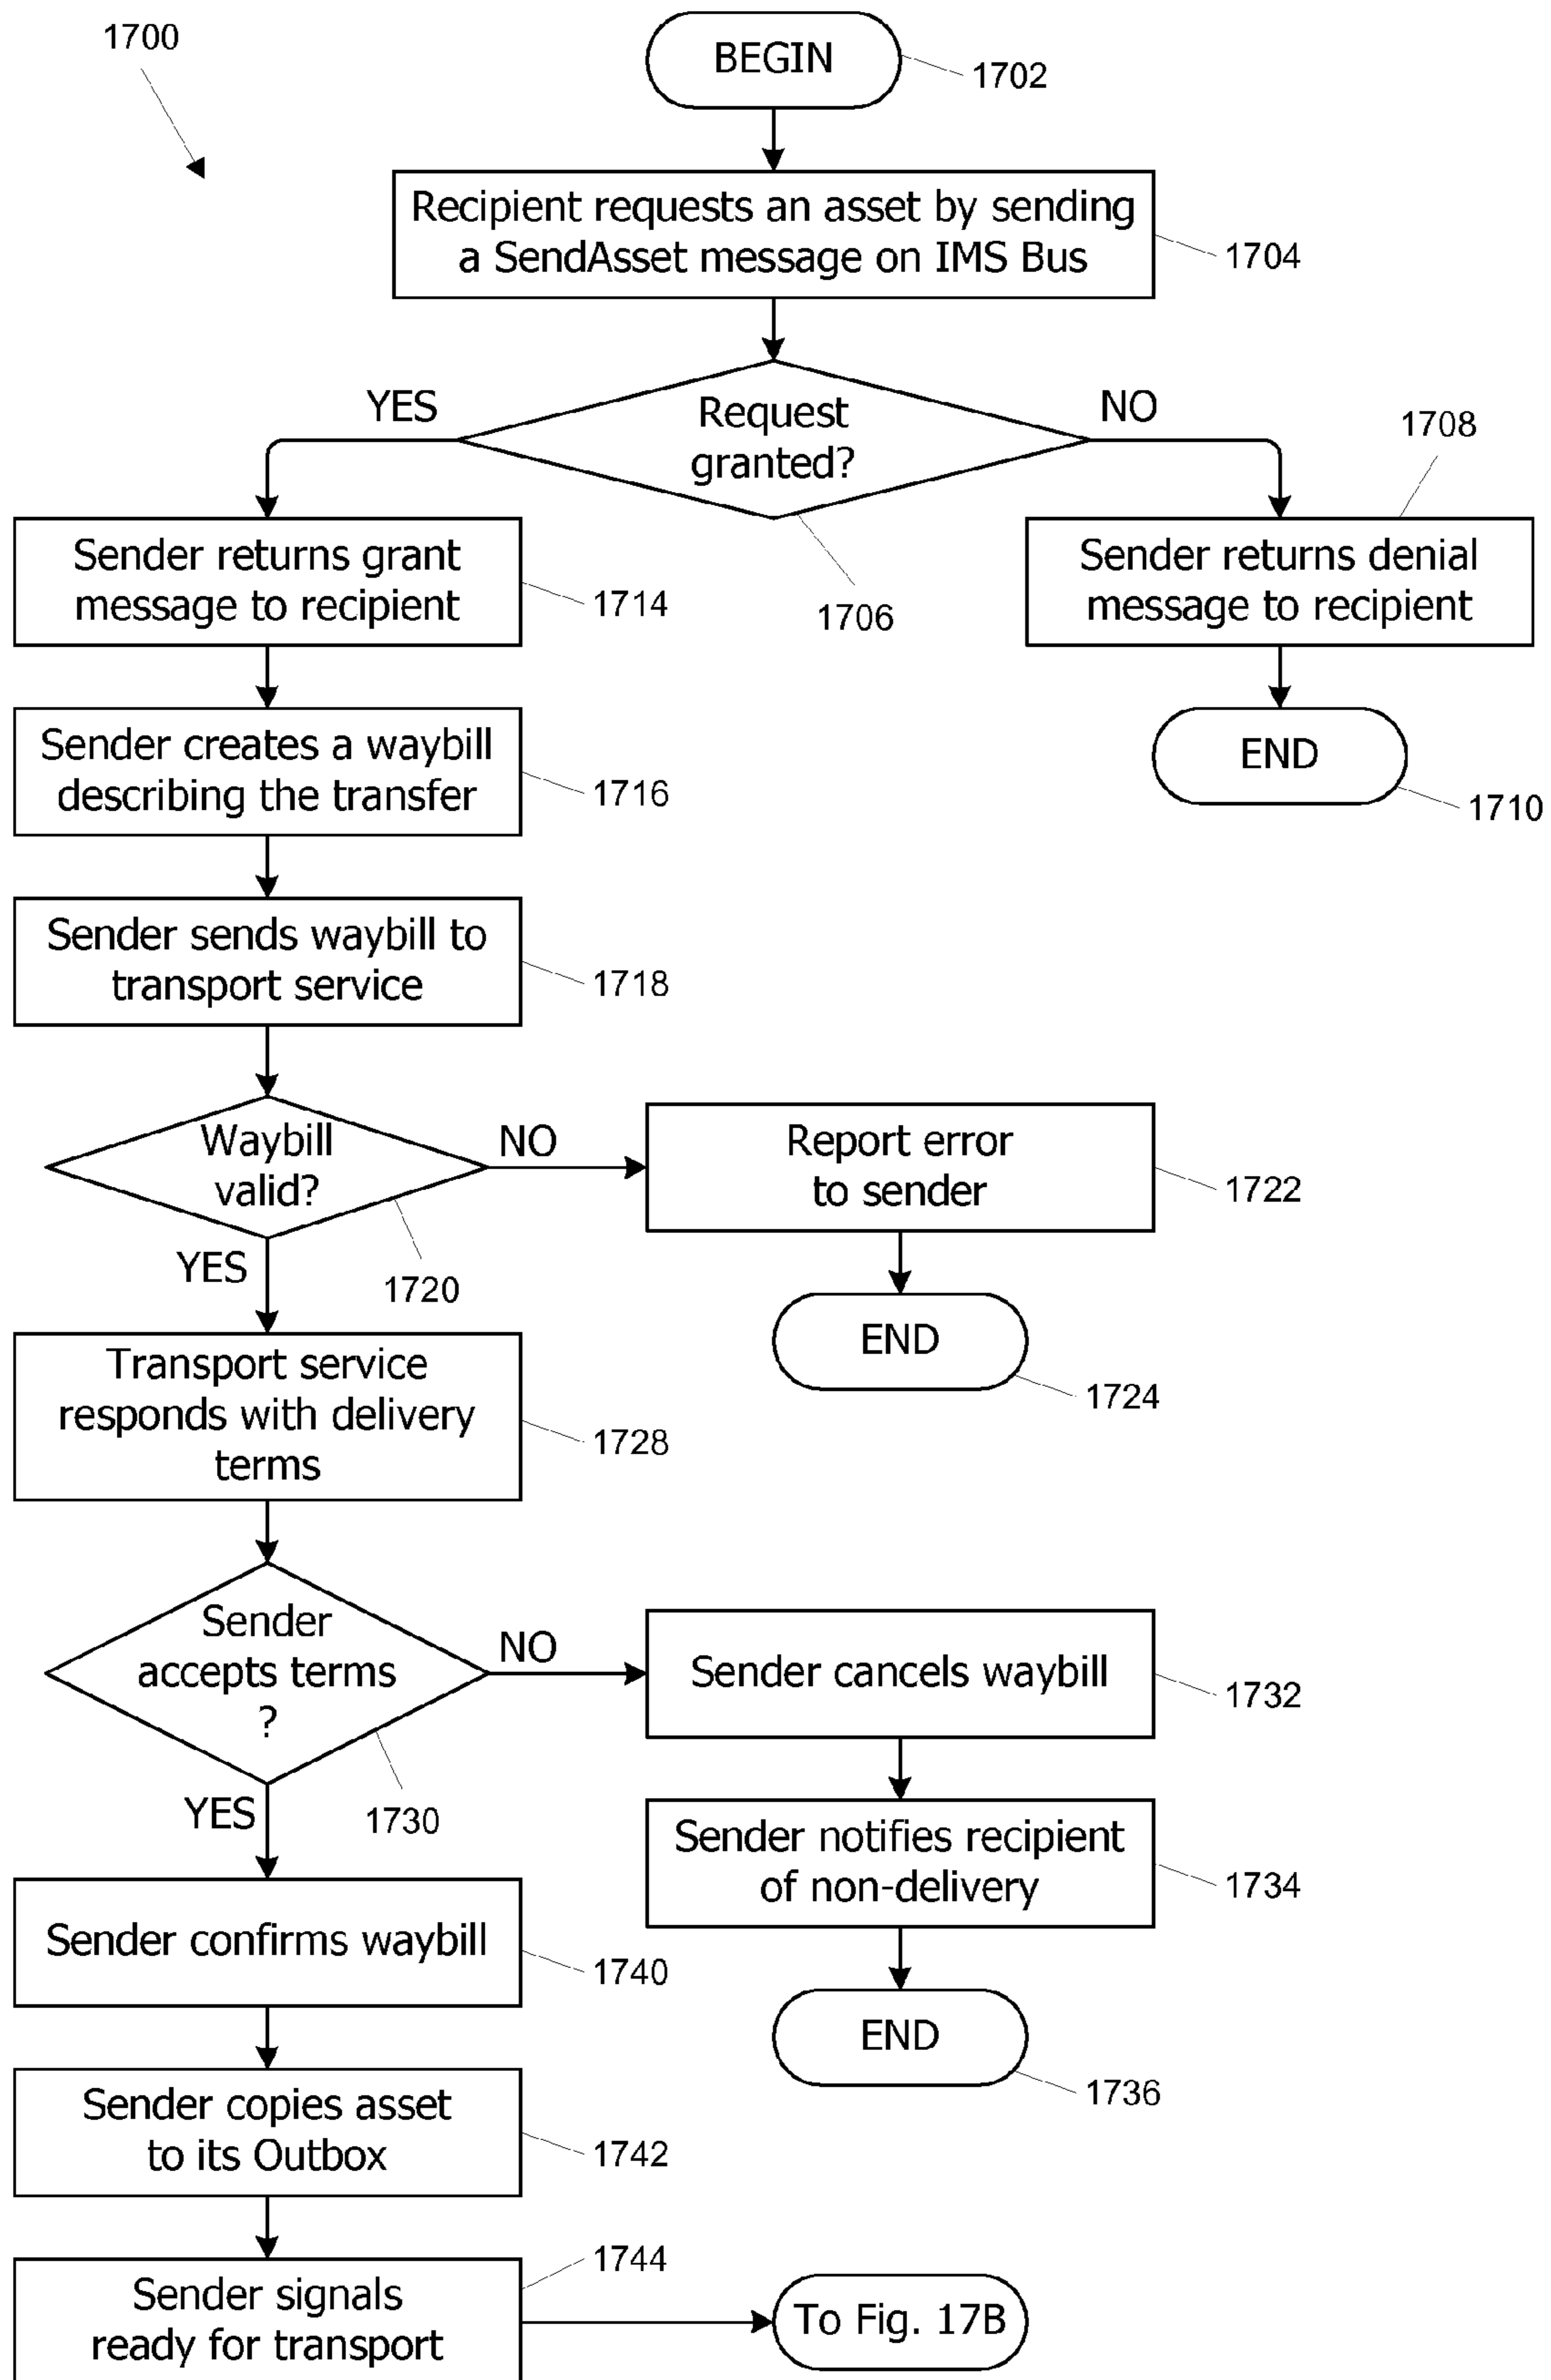 1700
BEGIN
1702
Recipient requests an asset by sending
a SendAsset message on IMS Bus
1704
YES
Request
granted?
NO
1706
1708
Sender returns grant
message to recipient
1714
Sender returns denial
message to recipient
Sender creates a waybill
describing the transfer
1716
END
1710
Sender sends waybill to
transport service
1718
Waybill
valid?
NO
YES
1720
Report error
to sender
1722
END
1724
Transport service
responds with delivery
terms
1728
Sender
accepts terms
?
NO
YES
1730
Sender cancels waybill
1732
Sender notifies recipient
of non-delivery
1734
END
1736
Sender confirms waybill
1740
Sender copies asset
to its Outbox
1742
Sender signals
ready for transport
1744
To Fig. 17B